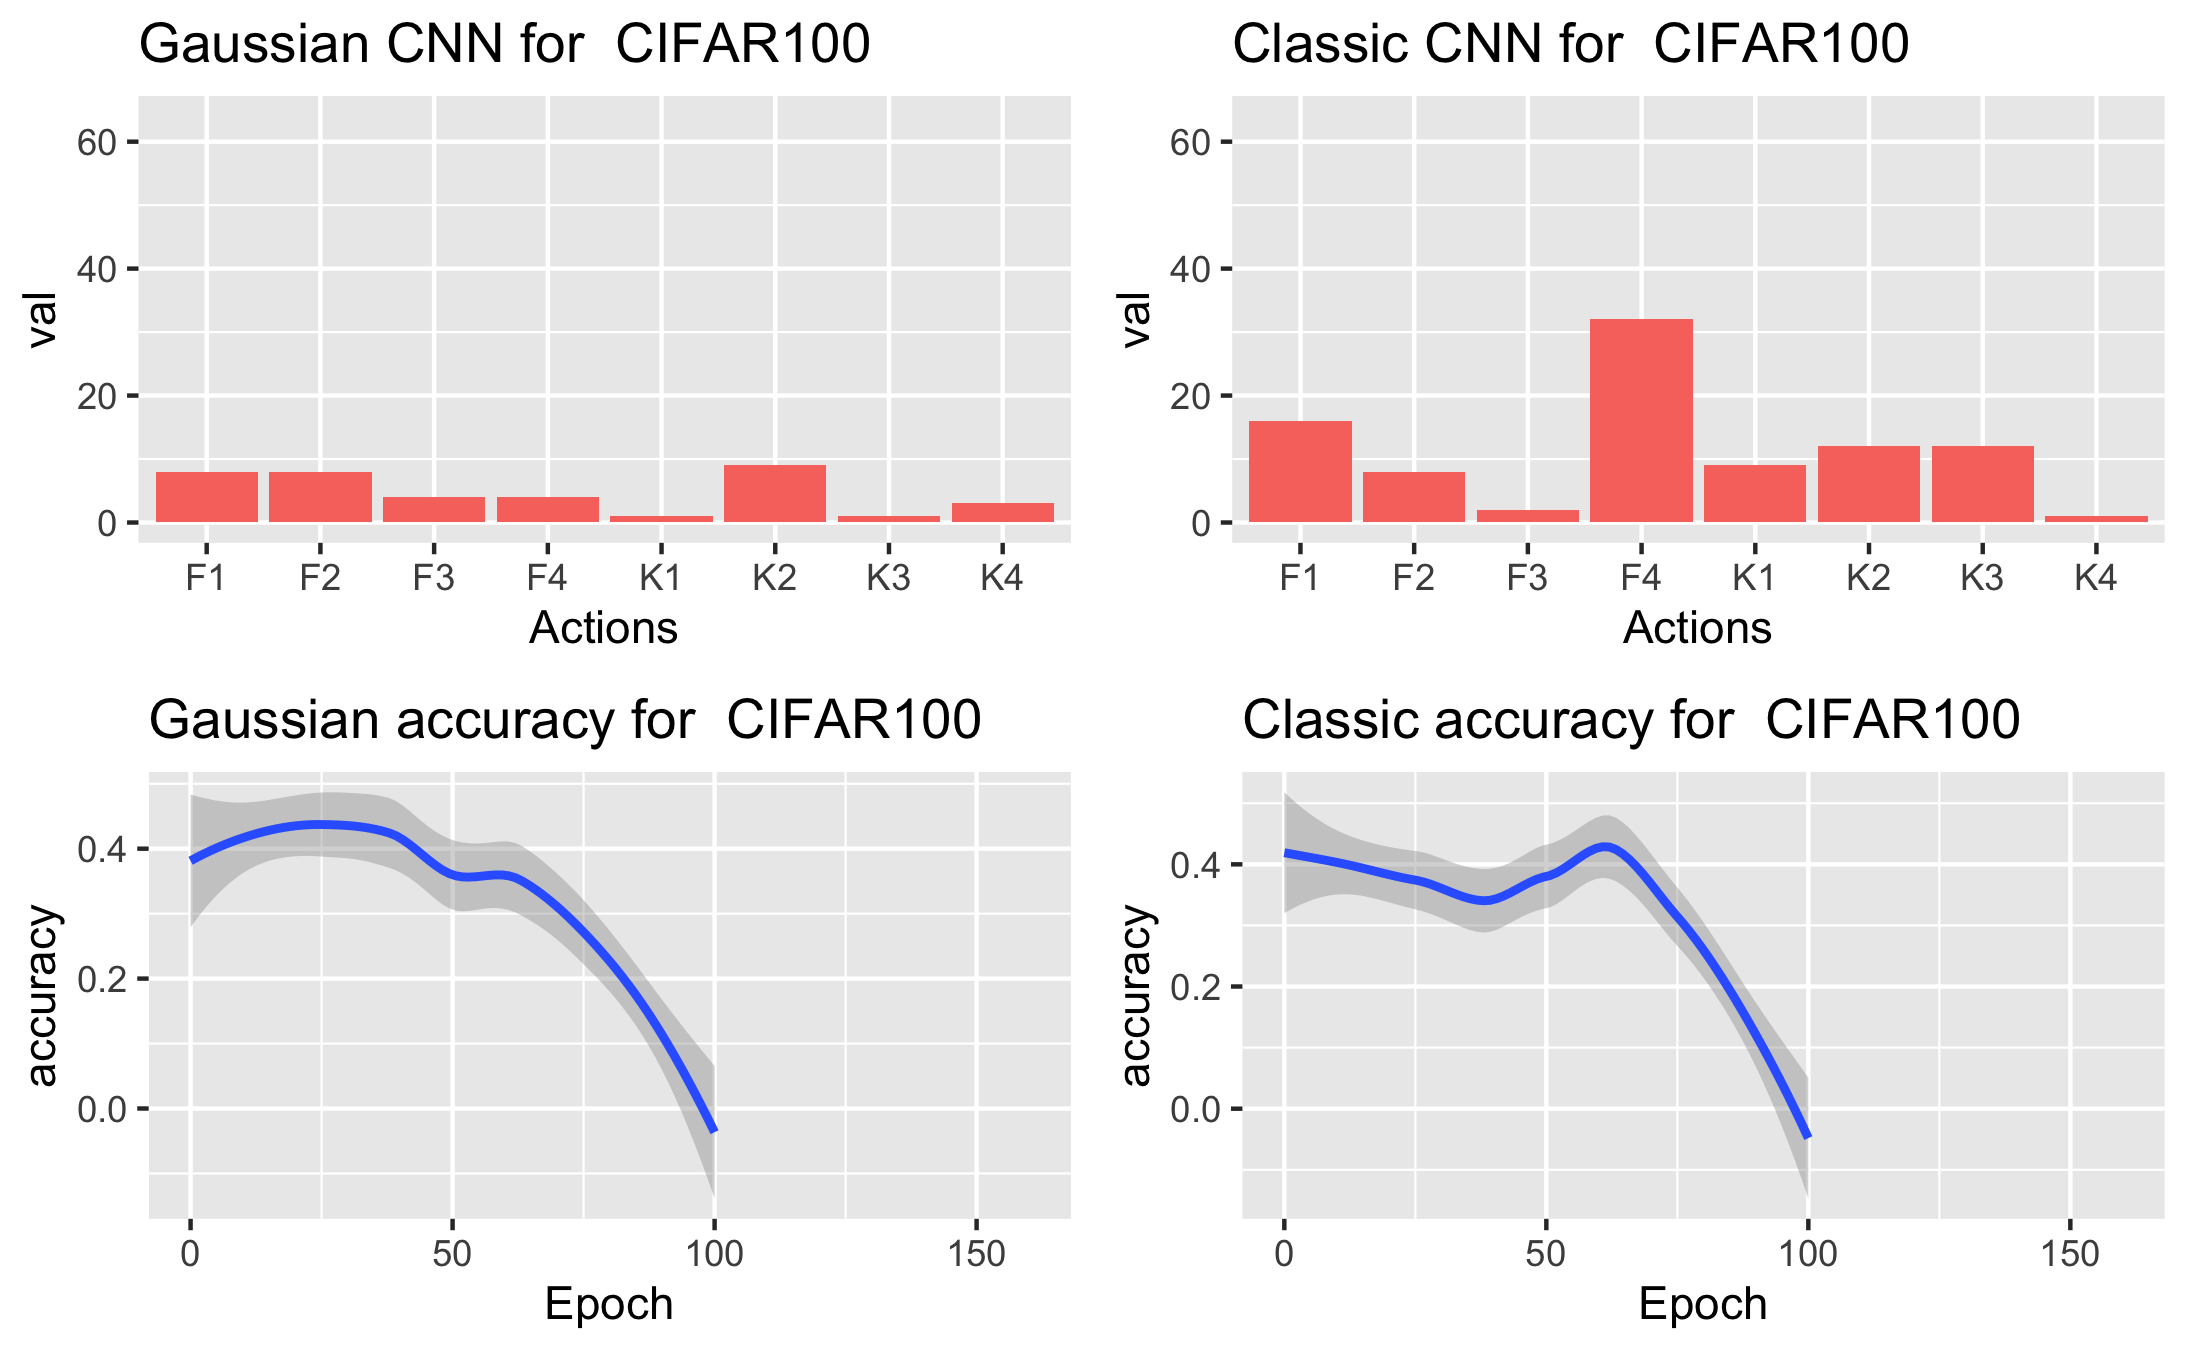 Gaussian CNN for  CIFAR100
60
40
20
0
val
F1 F2 F3 F4 K1 K2 K3 K4
Actions
Classic CNN for  CIFAR100
60
40
20
0
val
F1 F2 F3 F4 K1 K2 K3 K4
Actions
Gaussian accuracy for  CIFAR100
0.4
0.2
0.0
accuracy
0 50 100 150
Epoch
Classic accuracy for  CIFAR100
0.4
0.2
0.0
accuracy
0 50 100 150
Epoch